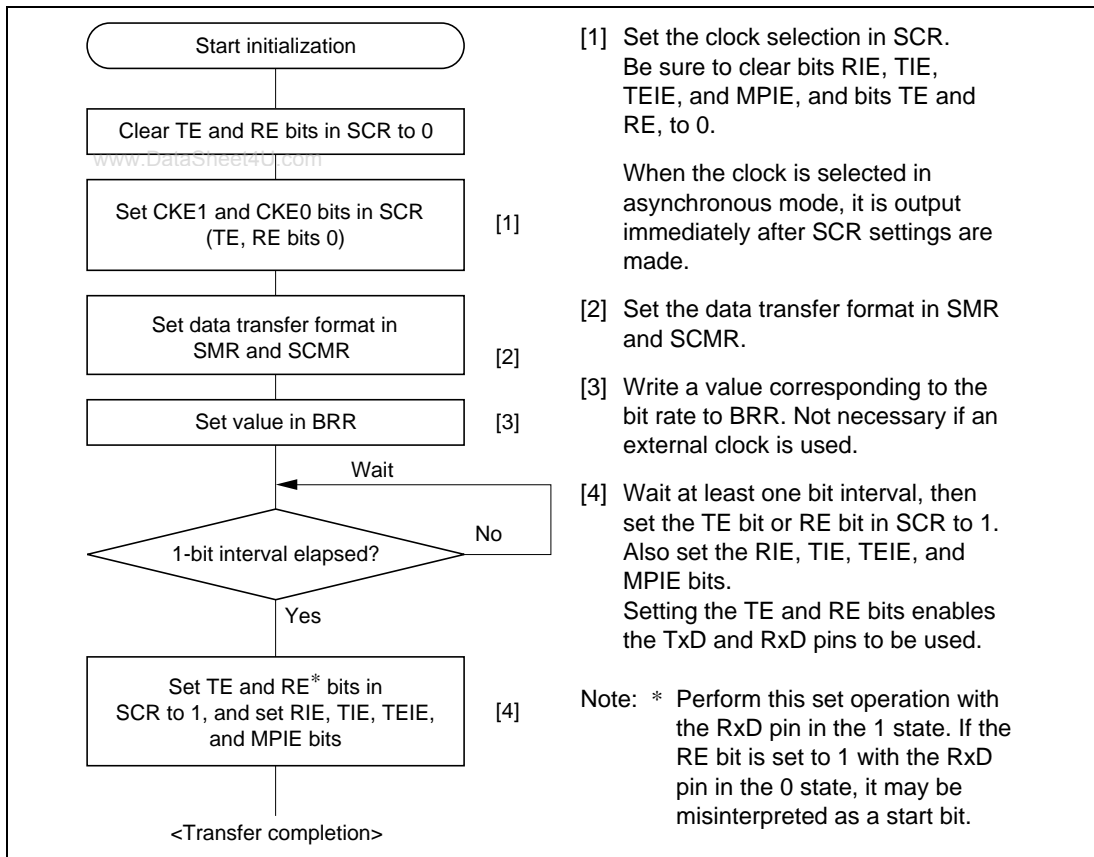 Start initialization
Clear TE and RE bits in SCR to 0
www.DataSheet4U.com
Set CKE1 and CKE0 bits in SCR
(TE, RE bits 0)
[1]
Set data transfer format in
SMR and SCMR
[2]
Set value in BRR
[3]
Wait
No
1-bit interval elapsed?
Yes
Set TE and RE* bits in
SCR to 1, and set RIE, TIE, TEIE,
and MPIE bits
[4]
<Transfer completion>
[1] Set the clock selection in SCR.
Be sure to clear bits RIE, TIE,
TEIE, and MPIE, and bits TE and
RE, to 0.
When the clock is selected in
asynchronous mode, it is output
immediately after SCR settings are
made.
[2] Set the data transfer format in SMR
and SCMR.
[3] Write a value corresponding to the
bit rate to BRR. Not necessary if an
external clock is used.
[4] Wait at least one bit interval, then
set the TE bit or RE bit in SCR to 1.
Also set the RIE, TIE, TEIE, and
MPIE bits.
Setting the TE and RE bits enables
the TxD and RxD pins to be used.
Note: * Perform this set operation with
the RxD pin in the 1 state. If the
RE bit is set to 1 with the RxD
pin in the 0 state, it may be
misinterpreted as a start bit.